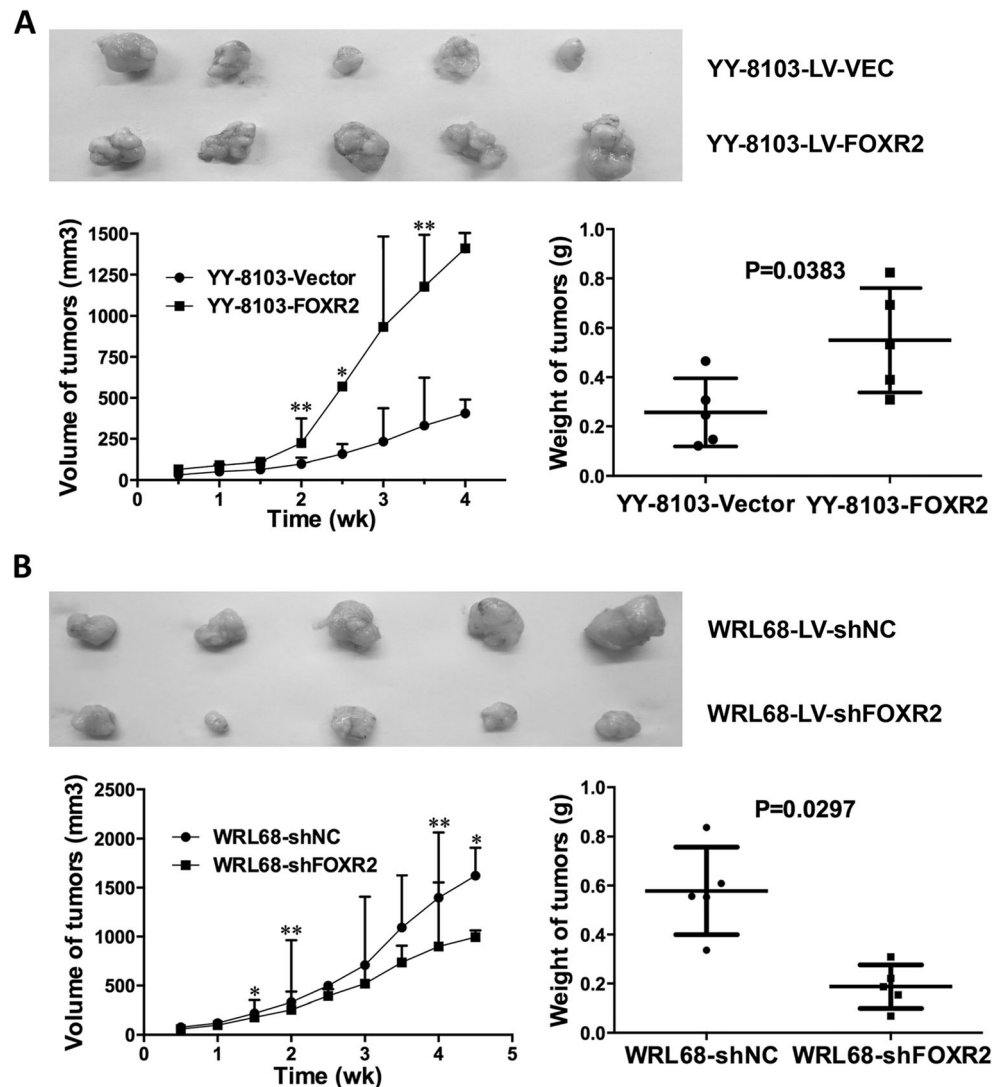 A
YY-8103-LV-VEC
YY-8103-LV-FOXR2
Volume of tumors (mm3)
1500
1250
1000
750
500
250
0
YY-8103-Vector
YY-8103-FOXR2
**
*
**
0 1 2 3 4
Time (wk)
Weight of tumors (g)
1.0
0.8
0.6
0.4
0.2
0.0
P=0.0383
YY-8103-Vector YY-8103-FOXR2
B
WRL68-LV-shNC
WRL68-LV-shFOXR2
Volume of tumors (mm3)
2500
2000
1500
1000
500
0
WRL68-shNC
WRL68-shFOXR2
*
**
**
*
0 1 2 3 4 5
Time (wk)
Weight of tumors (g)
1.0
0.8
0.6
0.4
0.2
0.0
P=0.0297
WRL68-shNC WRL68-shFOXR2